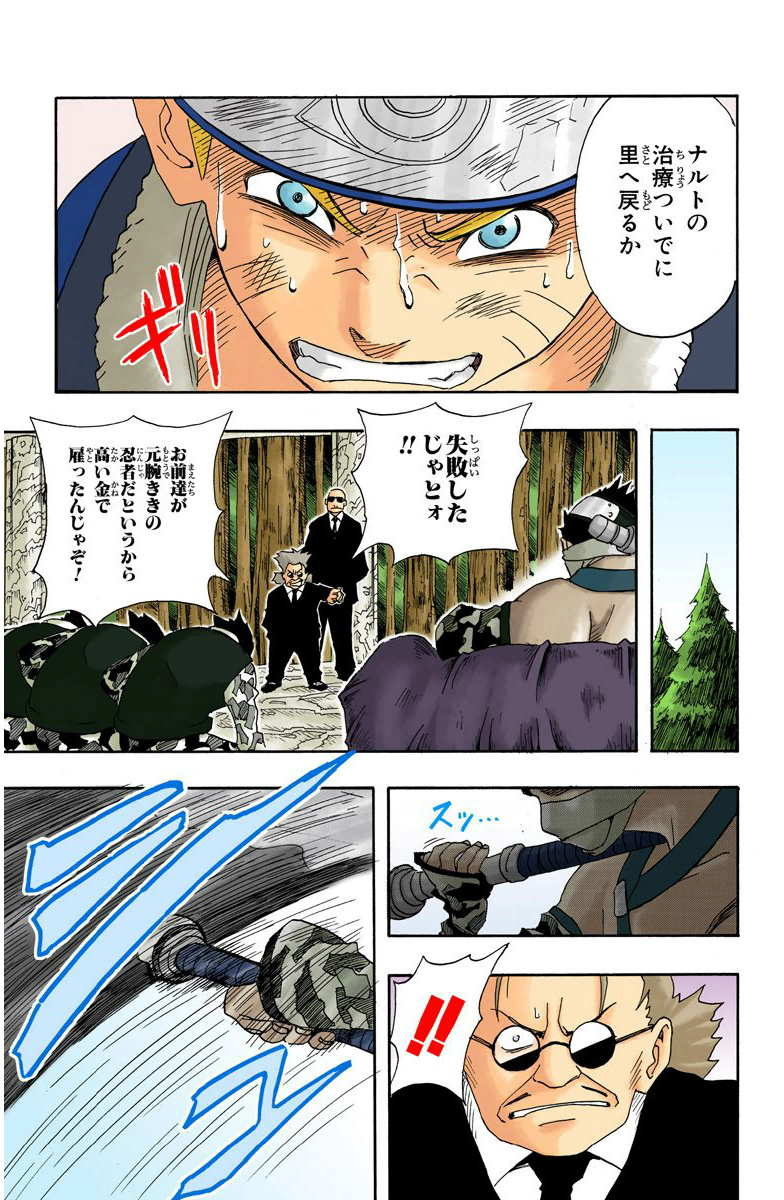 ナルトの
治療ついでに
里へ戻るか
ギリ
失敗した
じゃとォ
!!
お前達が
元腕ききの
忍者だというから
高い金で
雇ったんじゃぞ!
スッ…
!!